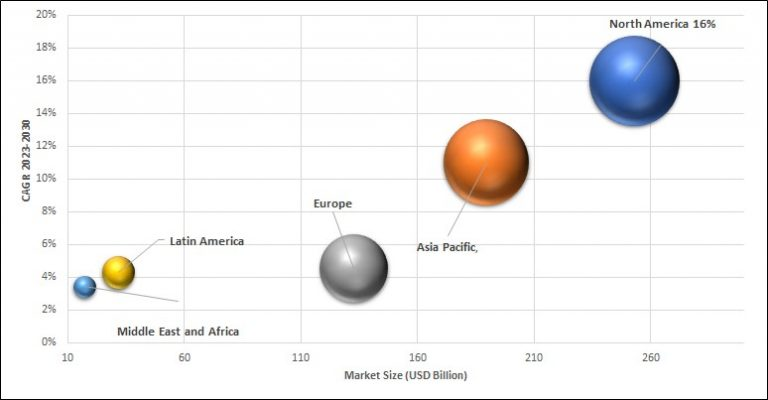 20%
18%
16%
14%
12%
10%
8%
6%
4%
2%
0%
CAGR 2023-2030
North America 16%
Asia Pacific,
Europe
Latin America
Middle East and Africa
10 60 110 160 210 260
Market Size (USD Billion)